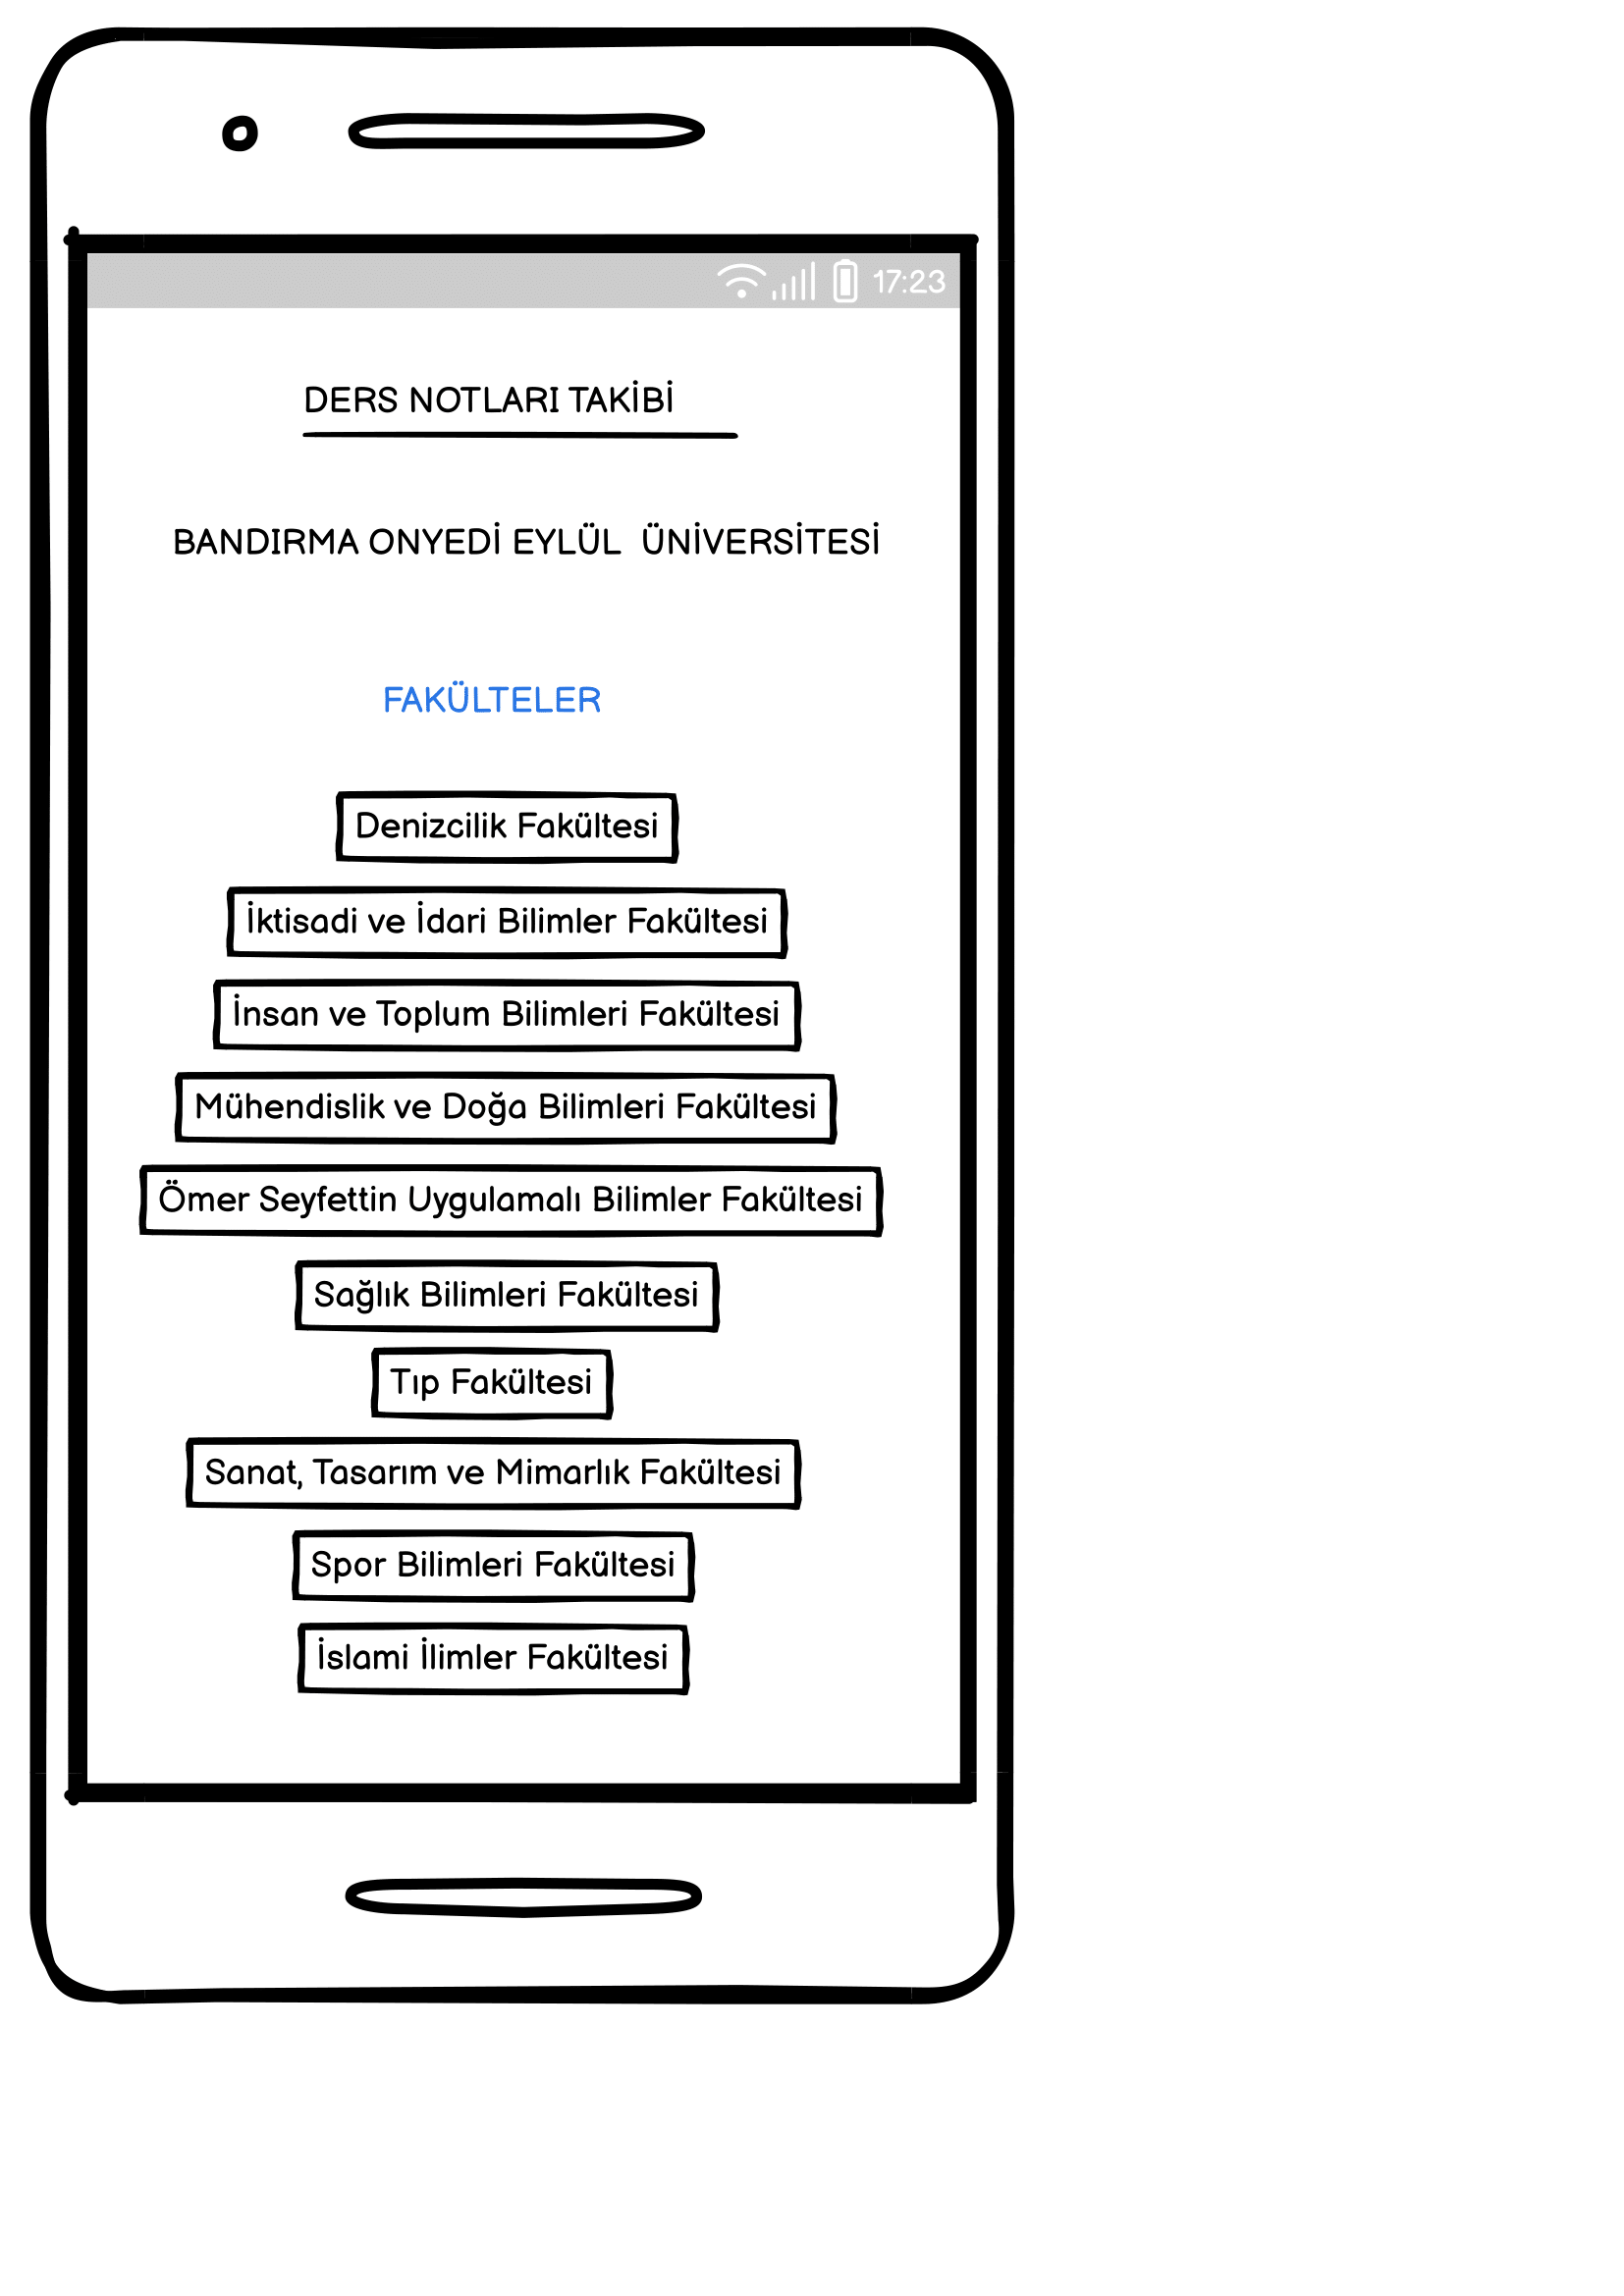 17:23
DERS NOTLARI TAKİBİ
BANDIRMA ONYEDİ EYLÜL ÜNİVERSİTESİ
FAKÜLTELER
Denizcilik Fakültesi
İktisadi ve İdari Bilimler Fakültesi
İnsan ve Toplum Bilimleri Fakültesi
Mühendislik ve Doğa Bilimleri Fakültesi
Ömer Seyfettin Uygulamalı Bilimler Fakültesi
Sağlık Bilimleri Fakültesi
Tıp Fakültesi
Sanat, Tasarım ve Mimarlık Fakültesi
Spor Bilimleri Fakültesi
İslami İlimler Fakültesi